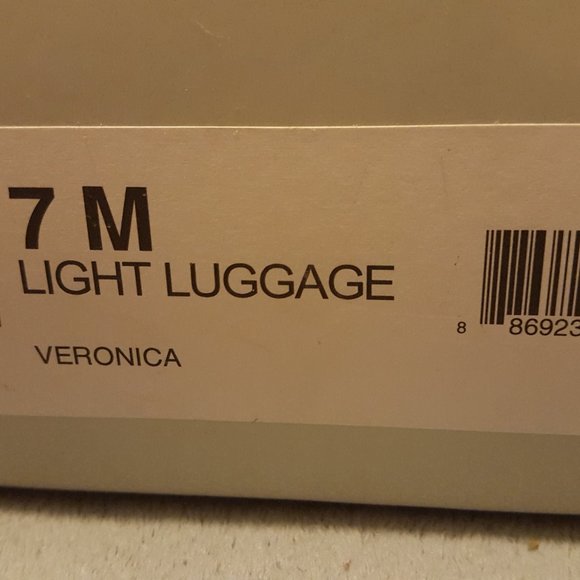 7 M
LIGHT LUGGAGE
VERONICA
8 86923